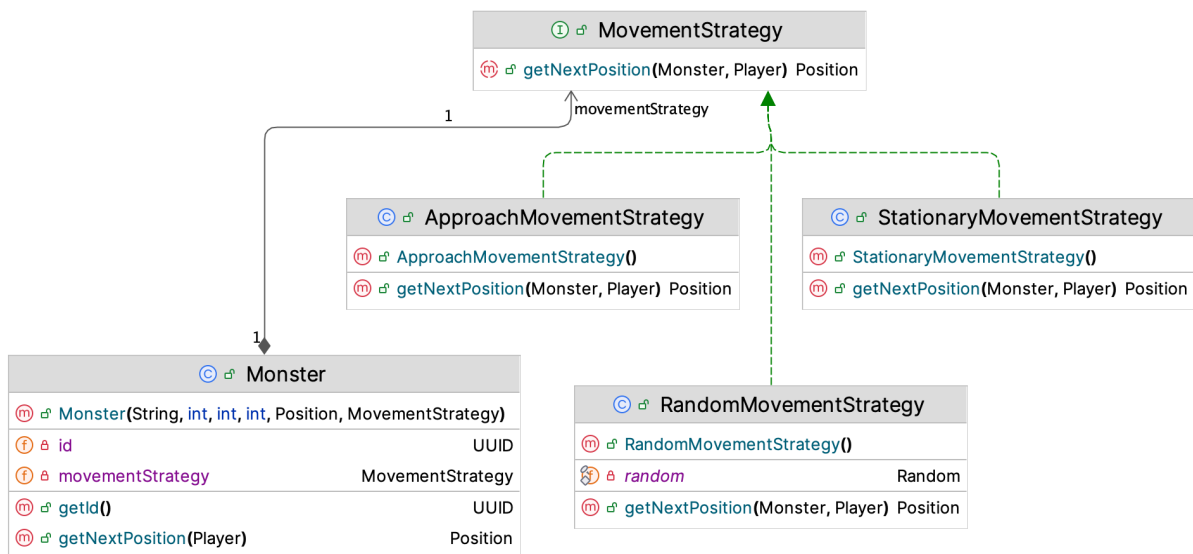 MovementStrategy
getNextPosition(Monster, Player) Position
movementStrategy
1
ApproachMovementStrategy
ApproachMovementStrategy()
getNextPosition(Monster, Player) Position
StationaryMovementStrategy
StationaryMovementStrategy()
getNextPosition(Monster, Player) Position
1
Monster
Monster(String, int, int, int, Position, MovementStrategy)
id UUID
movementStrategy MovementStrategy
getId() UUID
getNextPosition(Player) Position
RandomMovementStrategy
RandomMovementStrategy()
random Random
getNextPosition(Monster, Player) Position